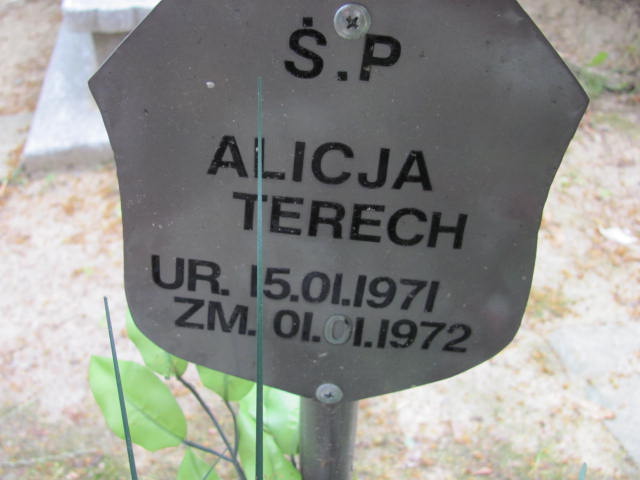 Ś.P
ALICJA
TERECH
UR. 15.01.1971
ZM. 01.01.1972